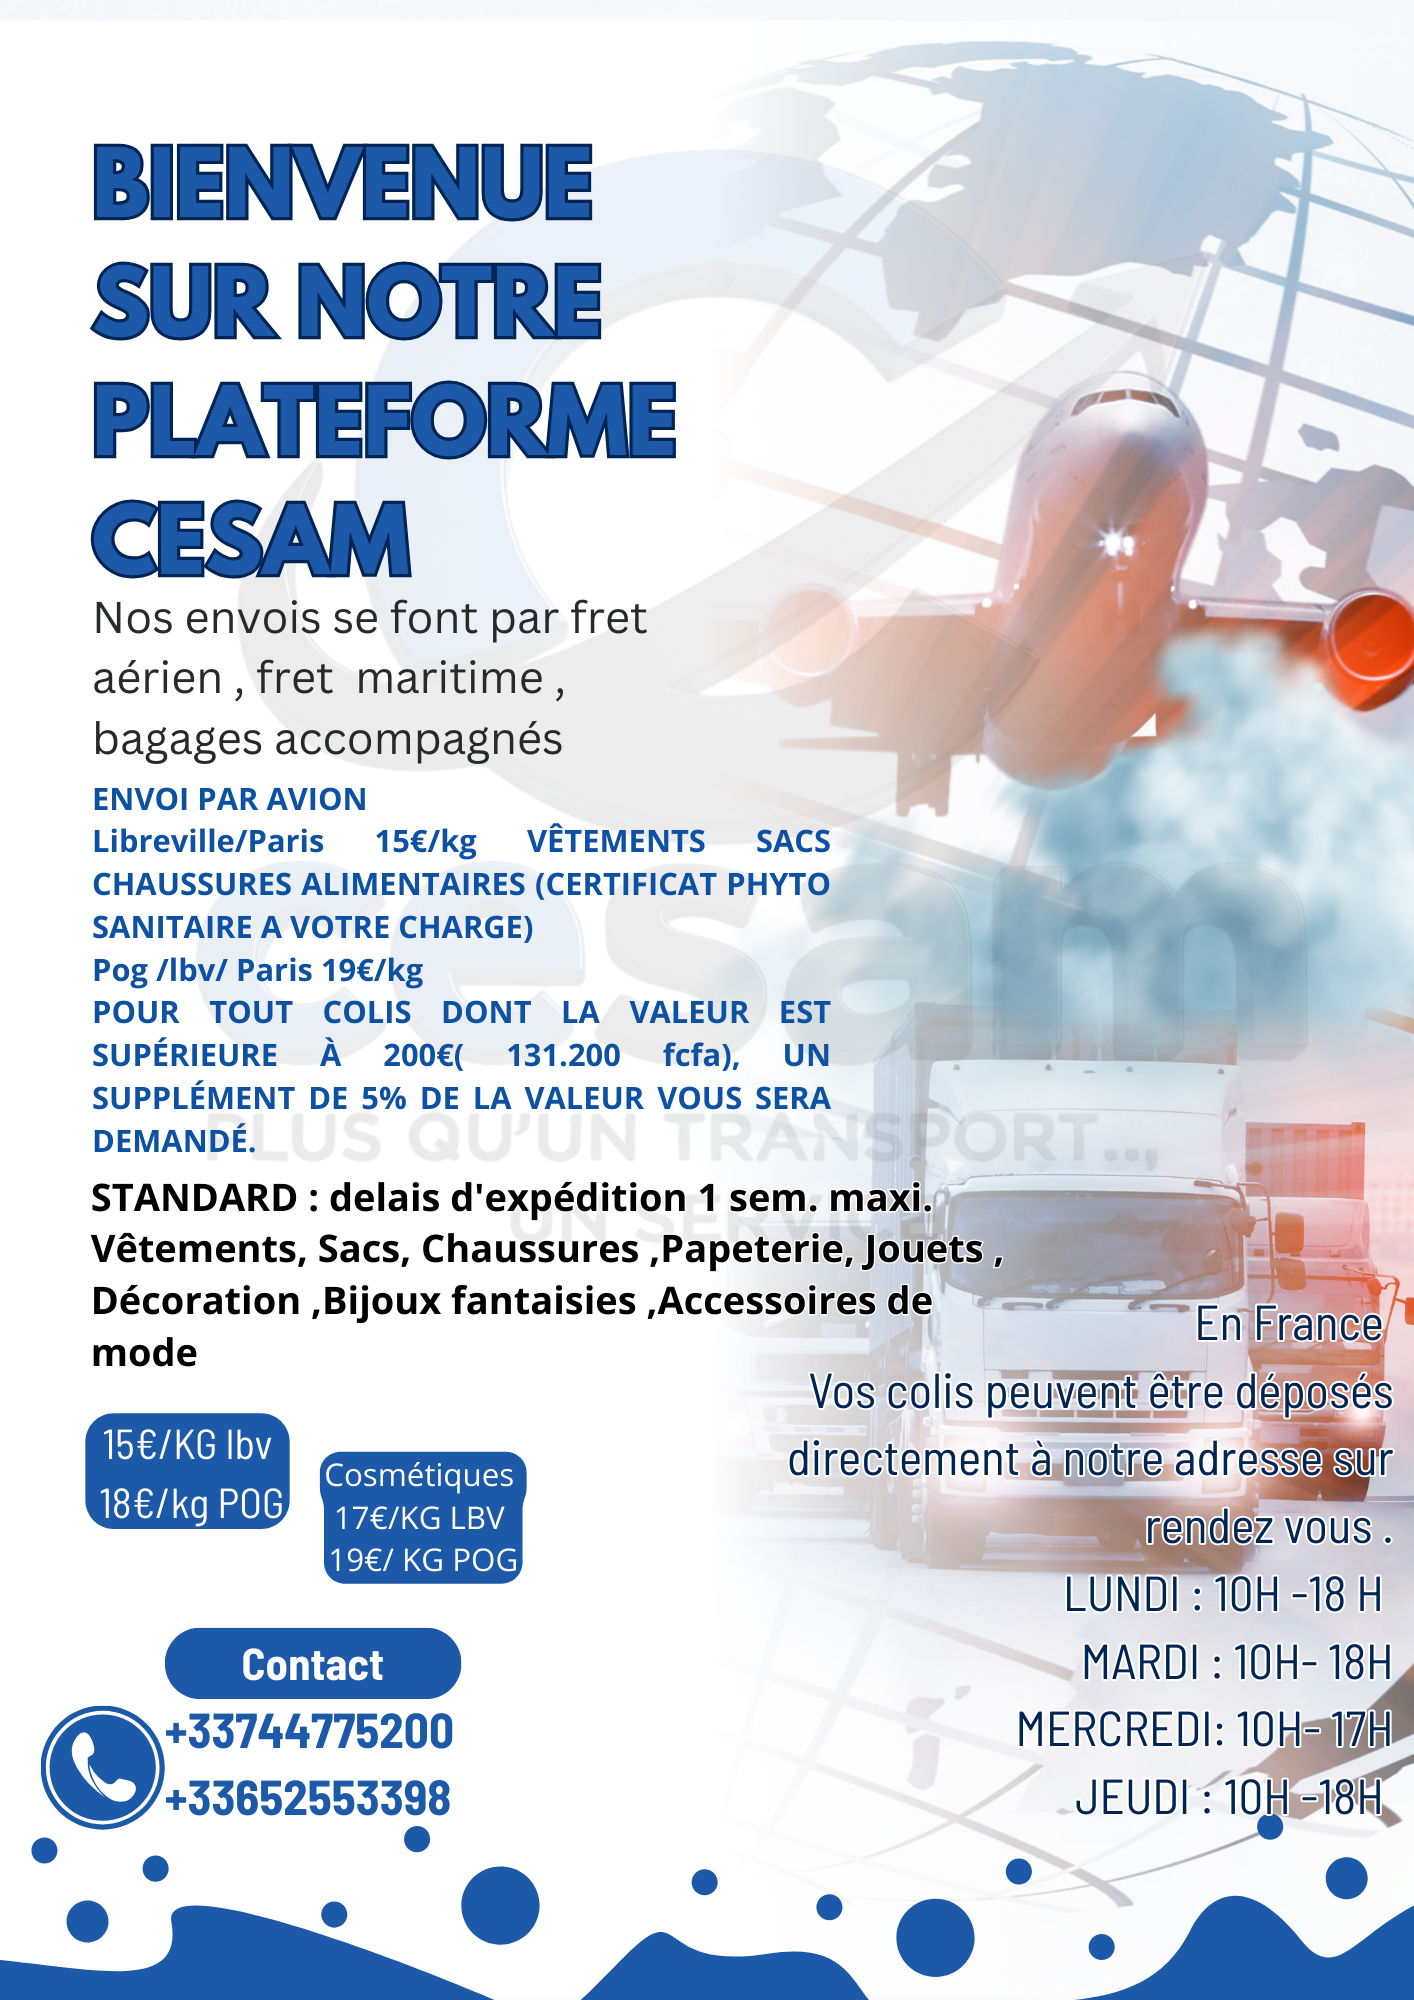 BIENVENUE
SUR NOTRE
PLATEFORME
CESAM
Nos envois se font par fret
aérien , fret maritime ,
bagages accompagnés
ENVOI PAR AVION
Libreville/Paris 15€/kg VÊTEMENTS SACS
CHAUSSURES ALIMENTAIRES (CERTIFICAT PHYTO
SANITAIRE A VOTRE CHARGE)
Pog /lbv/ Paris 19€/kg
POUR TOUT COLIS DONT LA VALEUR EST
SUPÉRIEURE À 200€( 131.200 fcfa), UN
SUPPLÉMENT DE 5% DE LA VALEUR VOUS SERA
DEMANDÉ.
cesam
PLUS QU'UN TRANSPORT...,
UN SERVICE
STANDARD : delais d'expédition 1 sem. maxi.
Vêtements, Sacs, Chaussures ,Papeterie, Jouets ,
Décoration ,Bijoux fantaisies ,Accessoires de
mode
15€/KG lbv
18€/kg POG
Cosmétiques
17€/KG LBV
19€/ KG POG
Contact
+33744775200
+33652553398
En France
Vos colis peuvent être déposés
directement à notre adresse sur
rendez vous .
LUNDI : 10H -18 H
MARDI : 10H- 18H
MERCREDI: 10H- 17H
JEUDI : 10H -18H